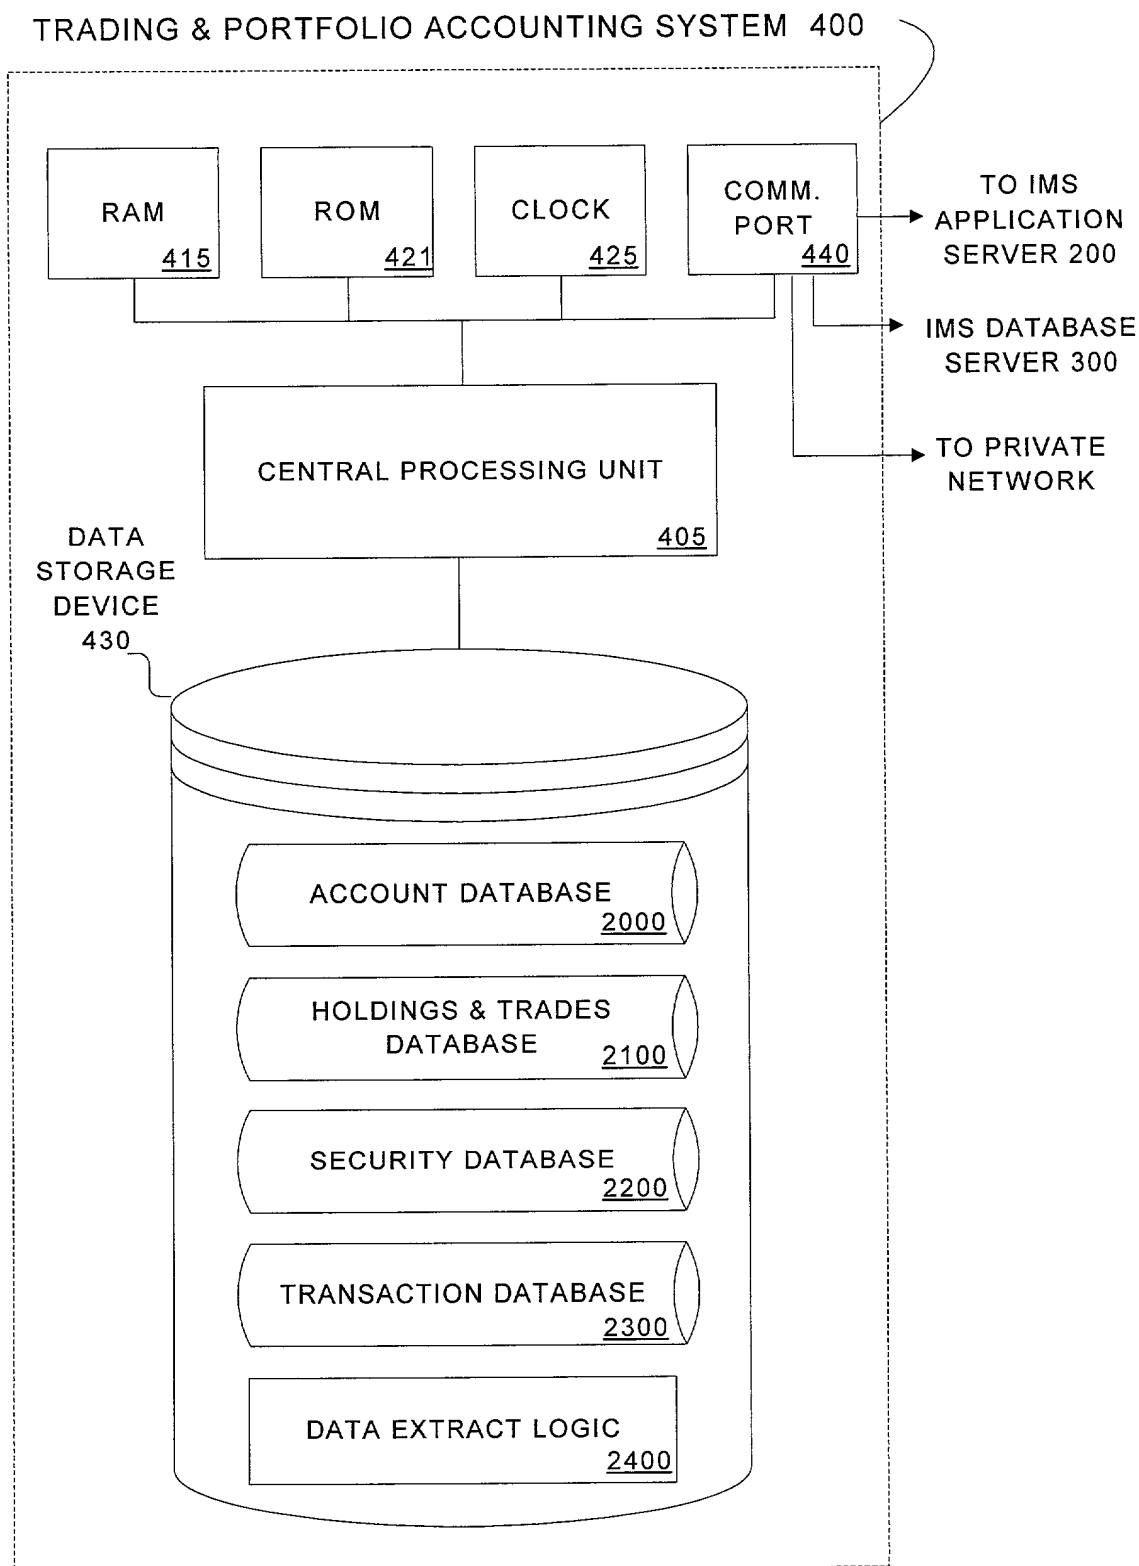 TRADING & PORTFOLIO ACCOUNTING SYSTEM 400
RAM
415
ROM
421
CLOCK
425
COMM.
PORT
440
TO IMS
APPLICATION
SERVER 200
IMS DATABASE
SERVER 300
TO PRIVATE
NETWORK
CENTRAL PROCESSING UNIT
405
DATA
STORAGE
DEVICE
430
ACCOUNT DATABASE
2000
HOLDINGS & TRADES
DATABASE
2100
SECURITY DATABASE
2200
TRANSACTION DATABASE
2300
DATA EXTRACT LOGIC
2400